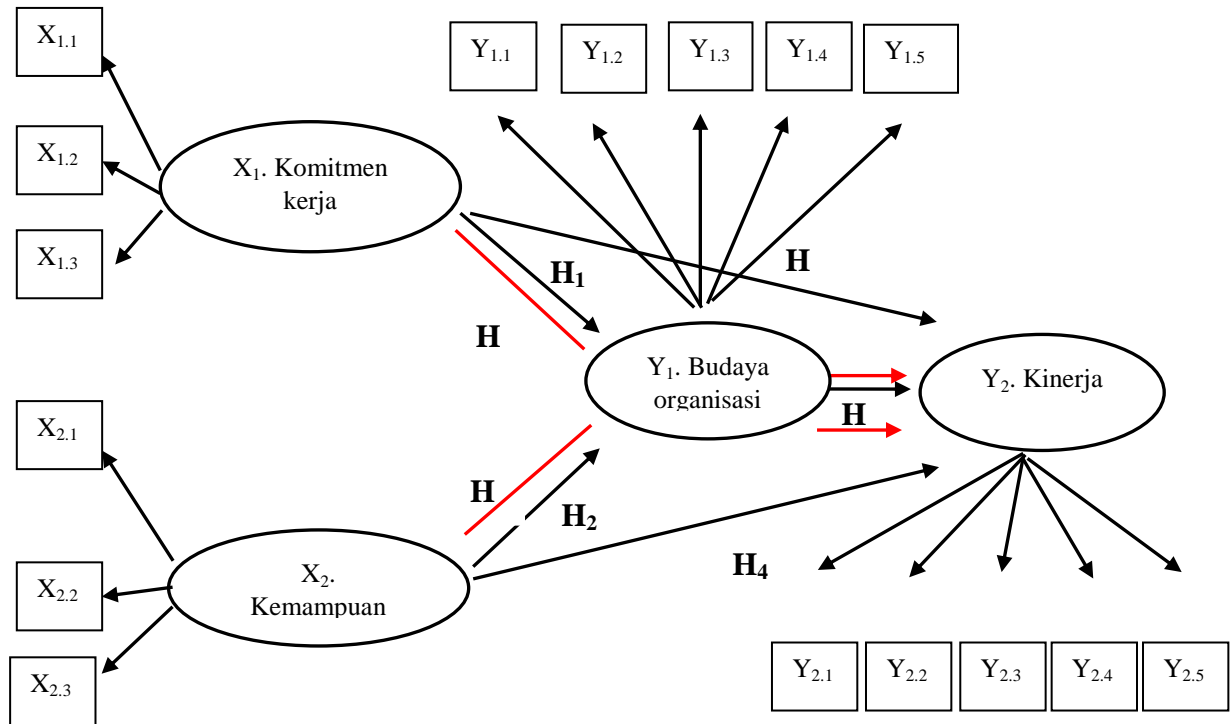 X1.1
Y1.1 Y1.2 Y1.3 Y1.4 Y1.5
X1.2
X1. Komitmen
kerja
X1.3
H
H1
H
Y1. Budaya
organisasi
Y2. Kinerja
H
X2.1
H
H2
X2.
Kemampuan
H4
X2.2
X2.3
Y2.1 Y2.2 Y2.3 Y2.4 Y2.5